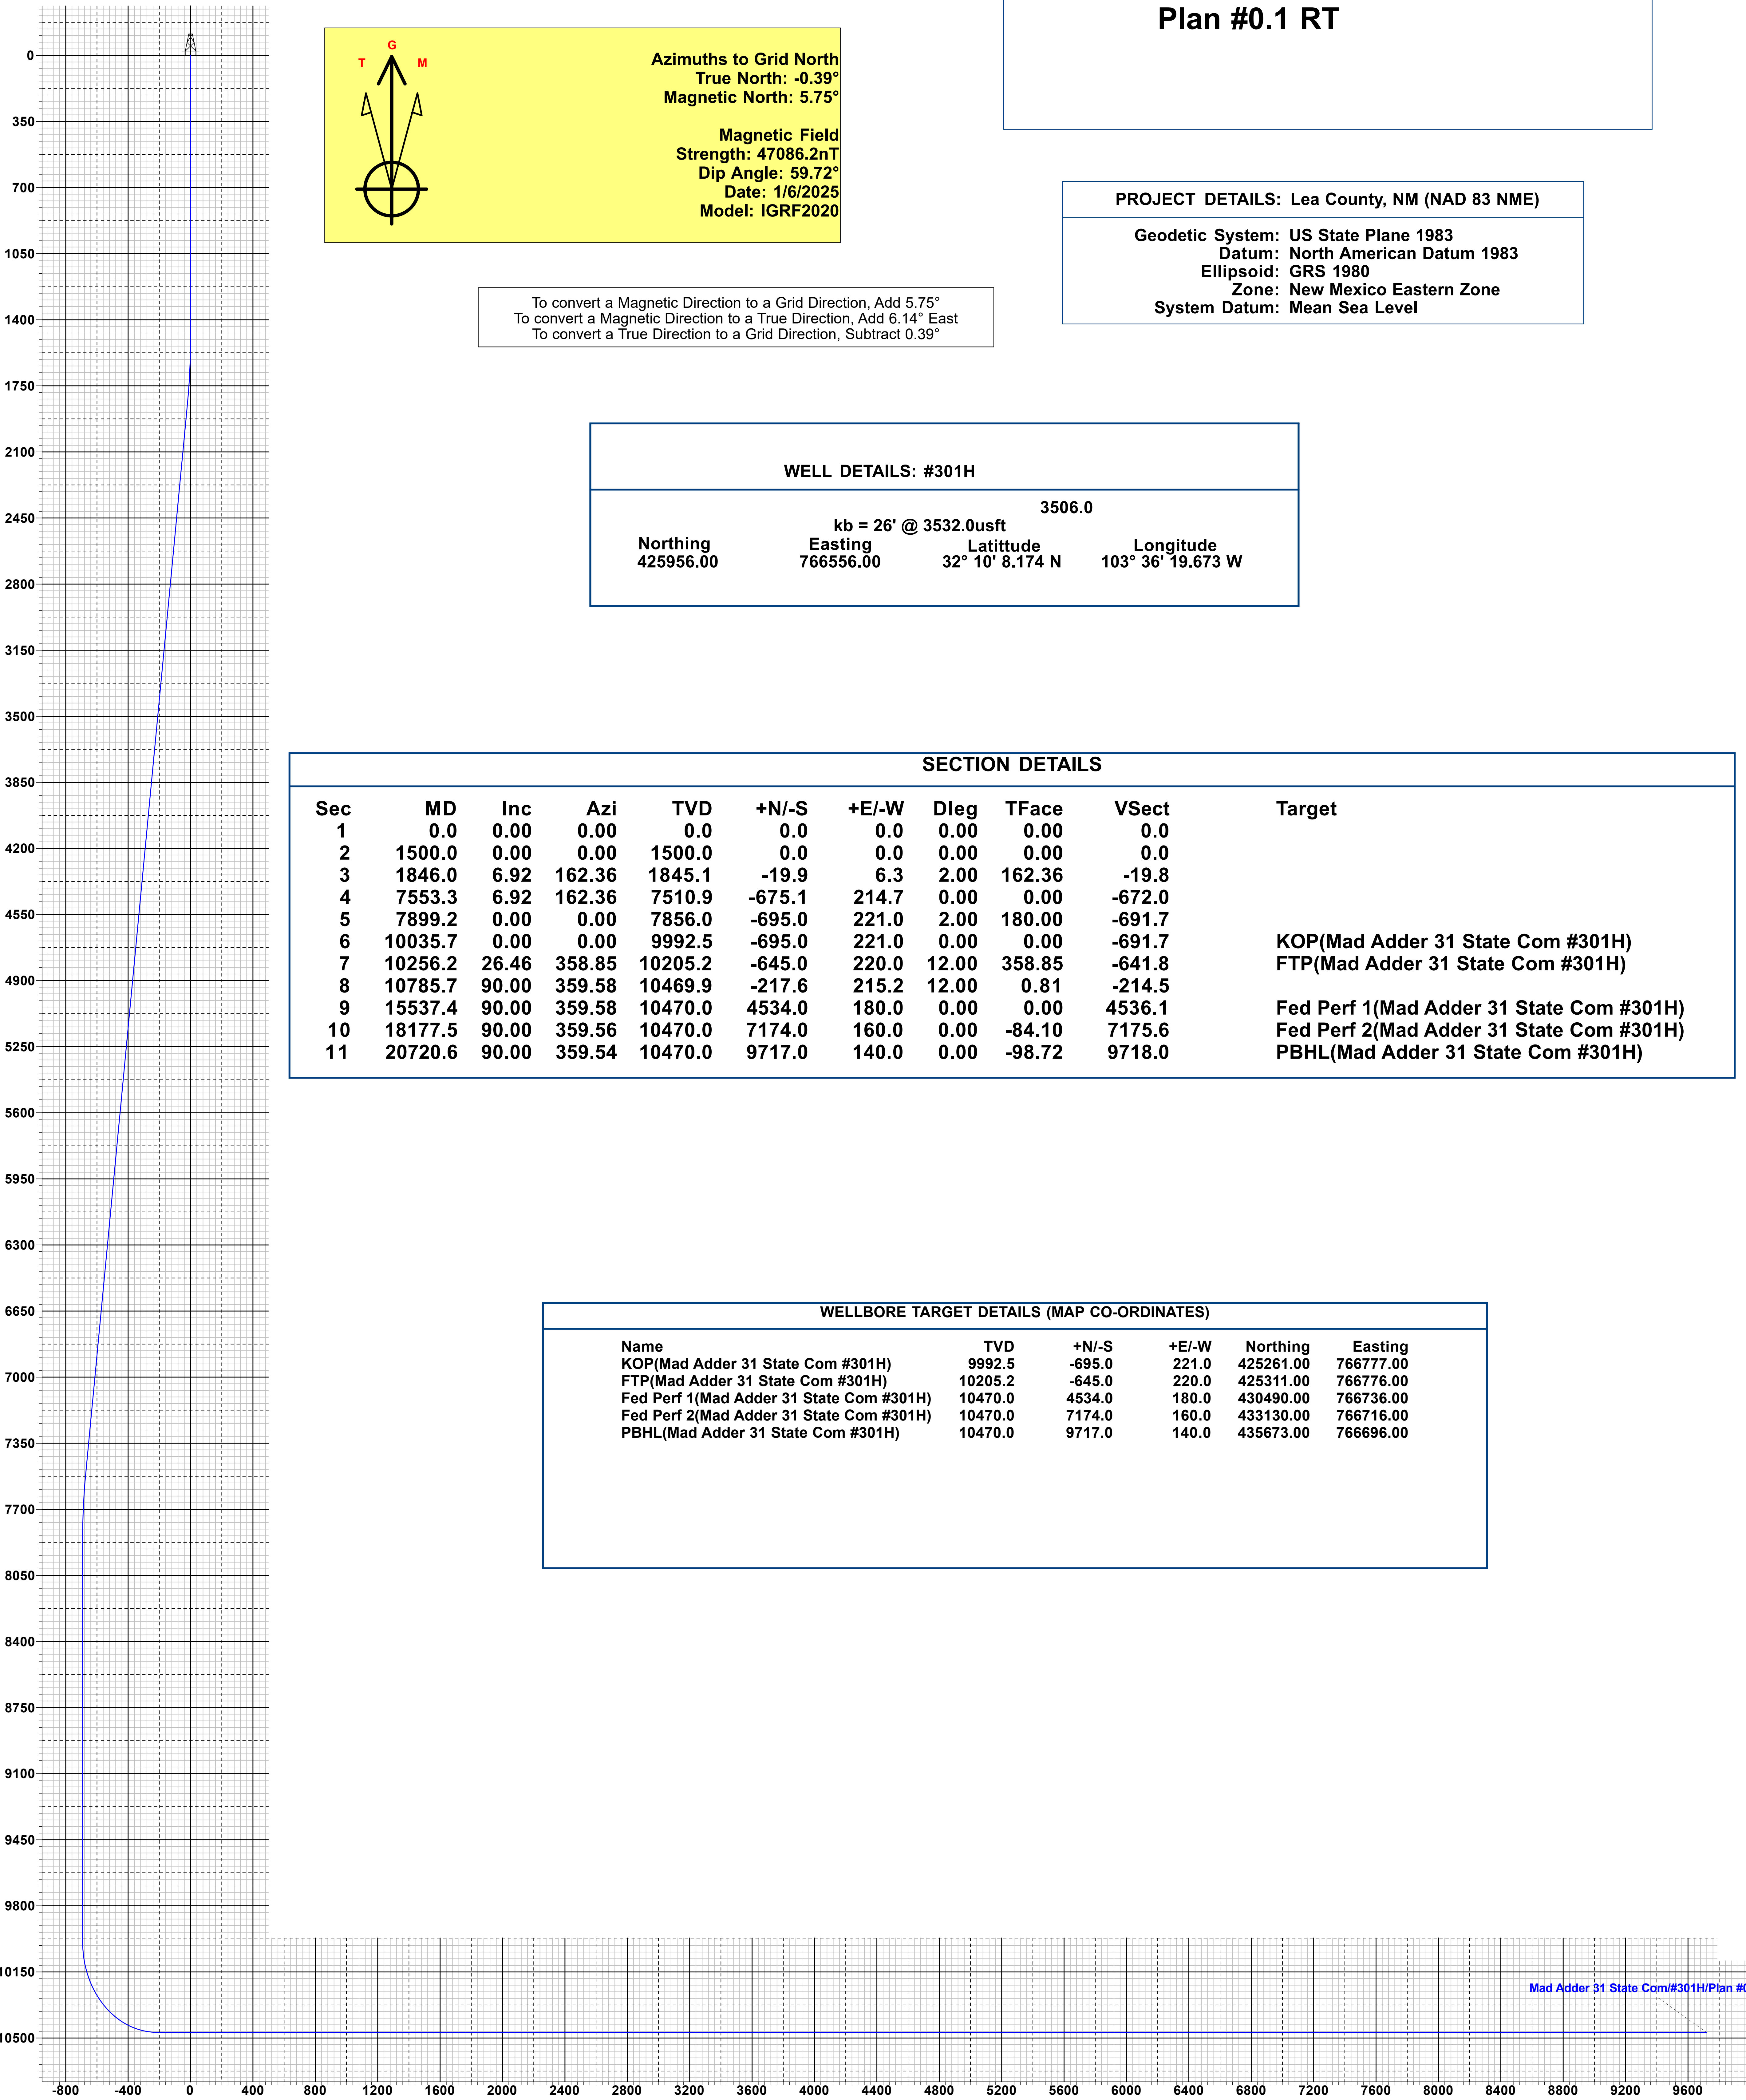 Plan #0.1 RT
G
T M
Azimuths to Grid North
True North: -0.39°
Magnetic North: 5.75°
Magnetic Field
Strength: 47086.2nT
Dip Angle: 59.72°
Date: 1/6/2025
Model: IGRF2020
PROJECT DETAILS: Lea County, NM (NAD 83 NME)
Geodetic System: US State Plane 1983
Datum: North American Datum 1983
Ellipsoid: GRS 1980
Zone: New Mexico Eastern Zone
System Datum: Mean Sea Level
To convert a Magnetic Direction to a Grid Direction, Add 5.75°
To convert a Magnetic Direction to a True Direction, Add 6.14° East
To convert a True Direction to a Grid Direction, Subtract 0.39°
WELL DETAILS: #301H
3506.0
kb = 26' @ 3532.0usft
Northing Easting Latittude Longitude
425956.00 766556.00 32° 10' 8.174 N 103° 36' 19.673 W
SECTION DETAILS
Sec MD Inc Azi TVD +N/-S +E/-W Dleg TFace VSect Target
1 0.0 0.00 0.00 0.0 0.0 0.0 0.00 0.00 0.0
2 1500.0 0.00 0.00 1500.0 0.0 0.0 0.00 0.00 0.0
3 1846.0 6.92 162.36 1845.1 -19.9 6.3 2.00 162.36 -19.8
4 7553.3 6.92 162.36 7510.9 -675.1 214.7 0.00 0.00 -672.0
5 7899.2 0.00 0.00 7856.0 -695.0 221.0 2.00 180.00 -691.7
6 10035.7 0.00 0.00 9992.5 -695.0 221.0 0.00 0.00 -691.7 KOP(Mad Adder 31 State Com #301H)
7 10256.2 26.46 358.85 10205.2 -645.0 220.0 12.00 358.85 -641.8 FTP(Mad Adder 31 State Com #301H)
8 10785.7 90.00 359.58 10469.9 -217.6 215.2 12.00 0.81 -214.5
9 15537.4 90.00 359.58 10470.0 4534.0 180.0 0.00 0.00 4536.1 Fed Perf 1(Mad Adder 31 State Com #301H)
10 18177.5 90.00 359.56 10470.0 7174.0 160.0 0.00 -84.10 7175.6 Fed Perf 2(Mad Adder 31 State Com #301H)
11 20720.6 90.00 359.54 10470.0 9717.0 140.0 0.00 -98.72 9718.0 PBHL(Mad Adder 31 State Com #301H)
WELLBORE TARGET DETAILS (MAP CO-ORDINATES)
Name TVD +N/-S +E/-W Northing Easting
KOP(Mad Adder 31 State Com #301H) 9992.5 -695.0 221.0 425261.00 766777.00
FTP(Mad Adder 31 State Com #301H) 10205.2 -645.0 220.0 425311.00 766776.00
Fed Perf 1(Mad Adder 31 State Com #301H) 10470.0 4534.0 180.0 430490.00 766736.00
Fed Perf 2(Mad Adder 31 State Com #301H) 10470.0 7174.0 160.0 433130.00 766716.00
PBHL(Mad Adder 31 State Com #301H) 10470.0 9717.0 140.0 435673.00 766696.00
0
350
700
1050
1400
1750
2100
2450
2800
3150
3500
3850
4200
4550
4900
5250
5600
5950
6300
6650
7000
7350
7700
8050
8400
8750
9100
9450
9800
10150
10500
Mad Adder 31 State Com/#301H/Plan #0
-800 -400 0 400 800 1200 1600 2000 2400 2800 3200 3600 4000 4400 4800 5200 5600 6000 6400 6800 7200 7600 8000 8400 8800 9200 9600